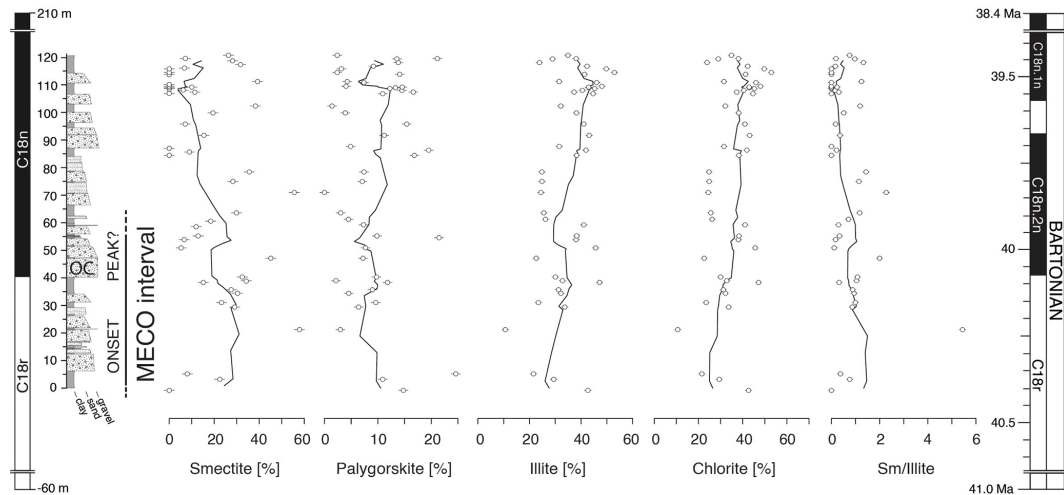 210 m
38.4 Ma
120
110
100
90
80
70
60
50
40
30
20
10
0
C18n
C18r
-60 m
OC
clay
sand
gravel
ONSET PEAK?
MECO interval
0 20 40 60
Smectite [%]
0 10 20
Palygorskite [%]
0 20 40 60
Illite [%]
0 20 40 60
Chlorite [%]
0 2 4 6
Sm/Illite
39.5
40
40.5
41.0 Ma
C18n.1n
C18n.2n
C18r
BARTONIAN